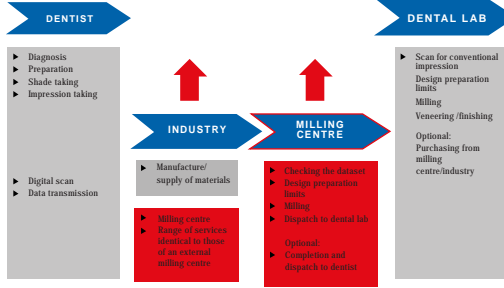 DENTIST
Diagnosis
Preparation
Shade taking
Impression taking
Digital scan
Data transmission
INDUSTRY
Manufacture/
supply of materials
Milling centre
Range of services
identical to those
of an external
milling centre
MILLING
CENTRE
Checking the dataset
Design preparation
limits
Milling
Dispatch to dental lab
Optional:
Completion and
dispatch to dentist
DENTAL LAB
Scan for conventional
impression
Design preparation
limits
Milling
Veneering /finishing
Optional:
Purchasing from
milling
centre/industry